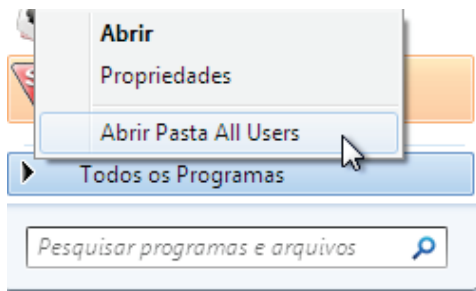 Abrir
Propriedades
Abrir Pasta All Users
Todos os Programas
Pesquisar programas e arquivos